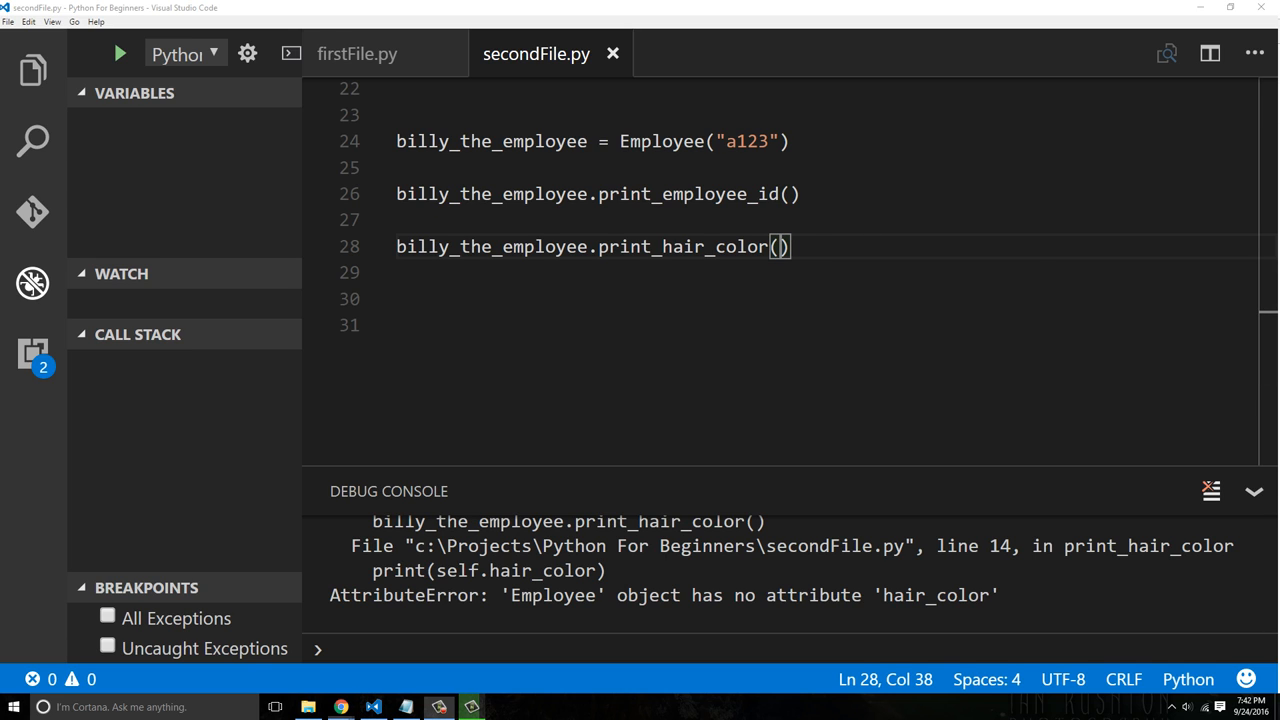 secondFile.py - Python For Beginners - Visual Studio Code
File Edit View Go Help
Python
firstFile.py
secondFile.py
VARIABLES
WATCH
CALL STACK
2
BREAKPOINTS
All Exceptions
Uncaught Exceptions
22
23
24 billy_the_employee = Employee("a123")
25
26 billy_the_employee.print_employee_id()
27
28 billy_the_employee.print_hair_color()
29
30
31
DEBUG CONSOLE
billy_the_employee.print_hair_color()
File "c:\Projects\Python For Beginners\secondFile.py", line 14, in print_hair_color
print(self.hair_color)
AttributeError: 'Employee' object has no attribute 'hair_color'
0 0
Ln 28, Col 38 Spaces: 4 UTF-8 CRLF Python
I'm Cortana. Ask me anything.
7:42 PM
9/24/2016